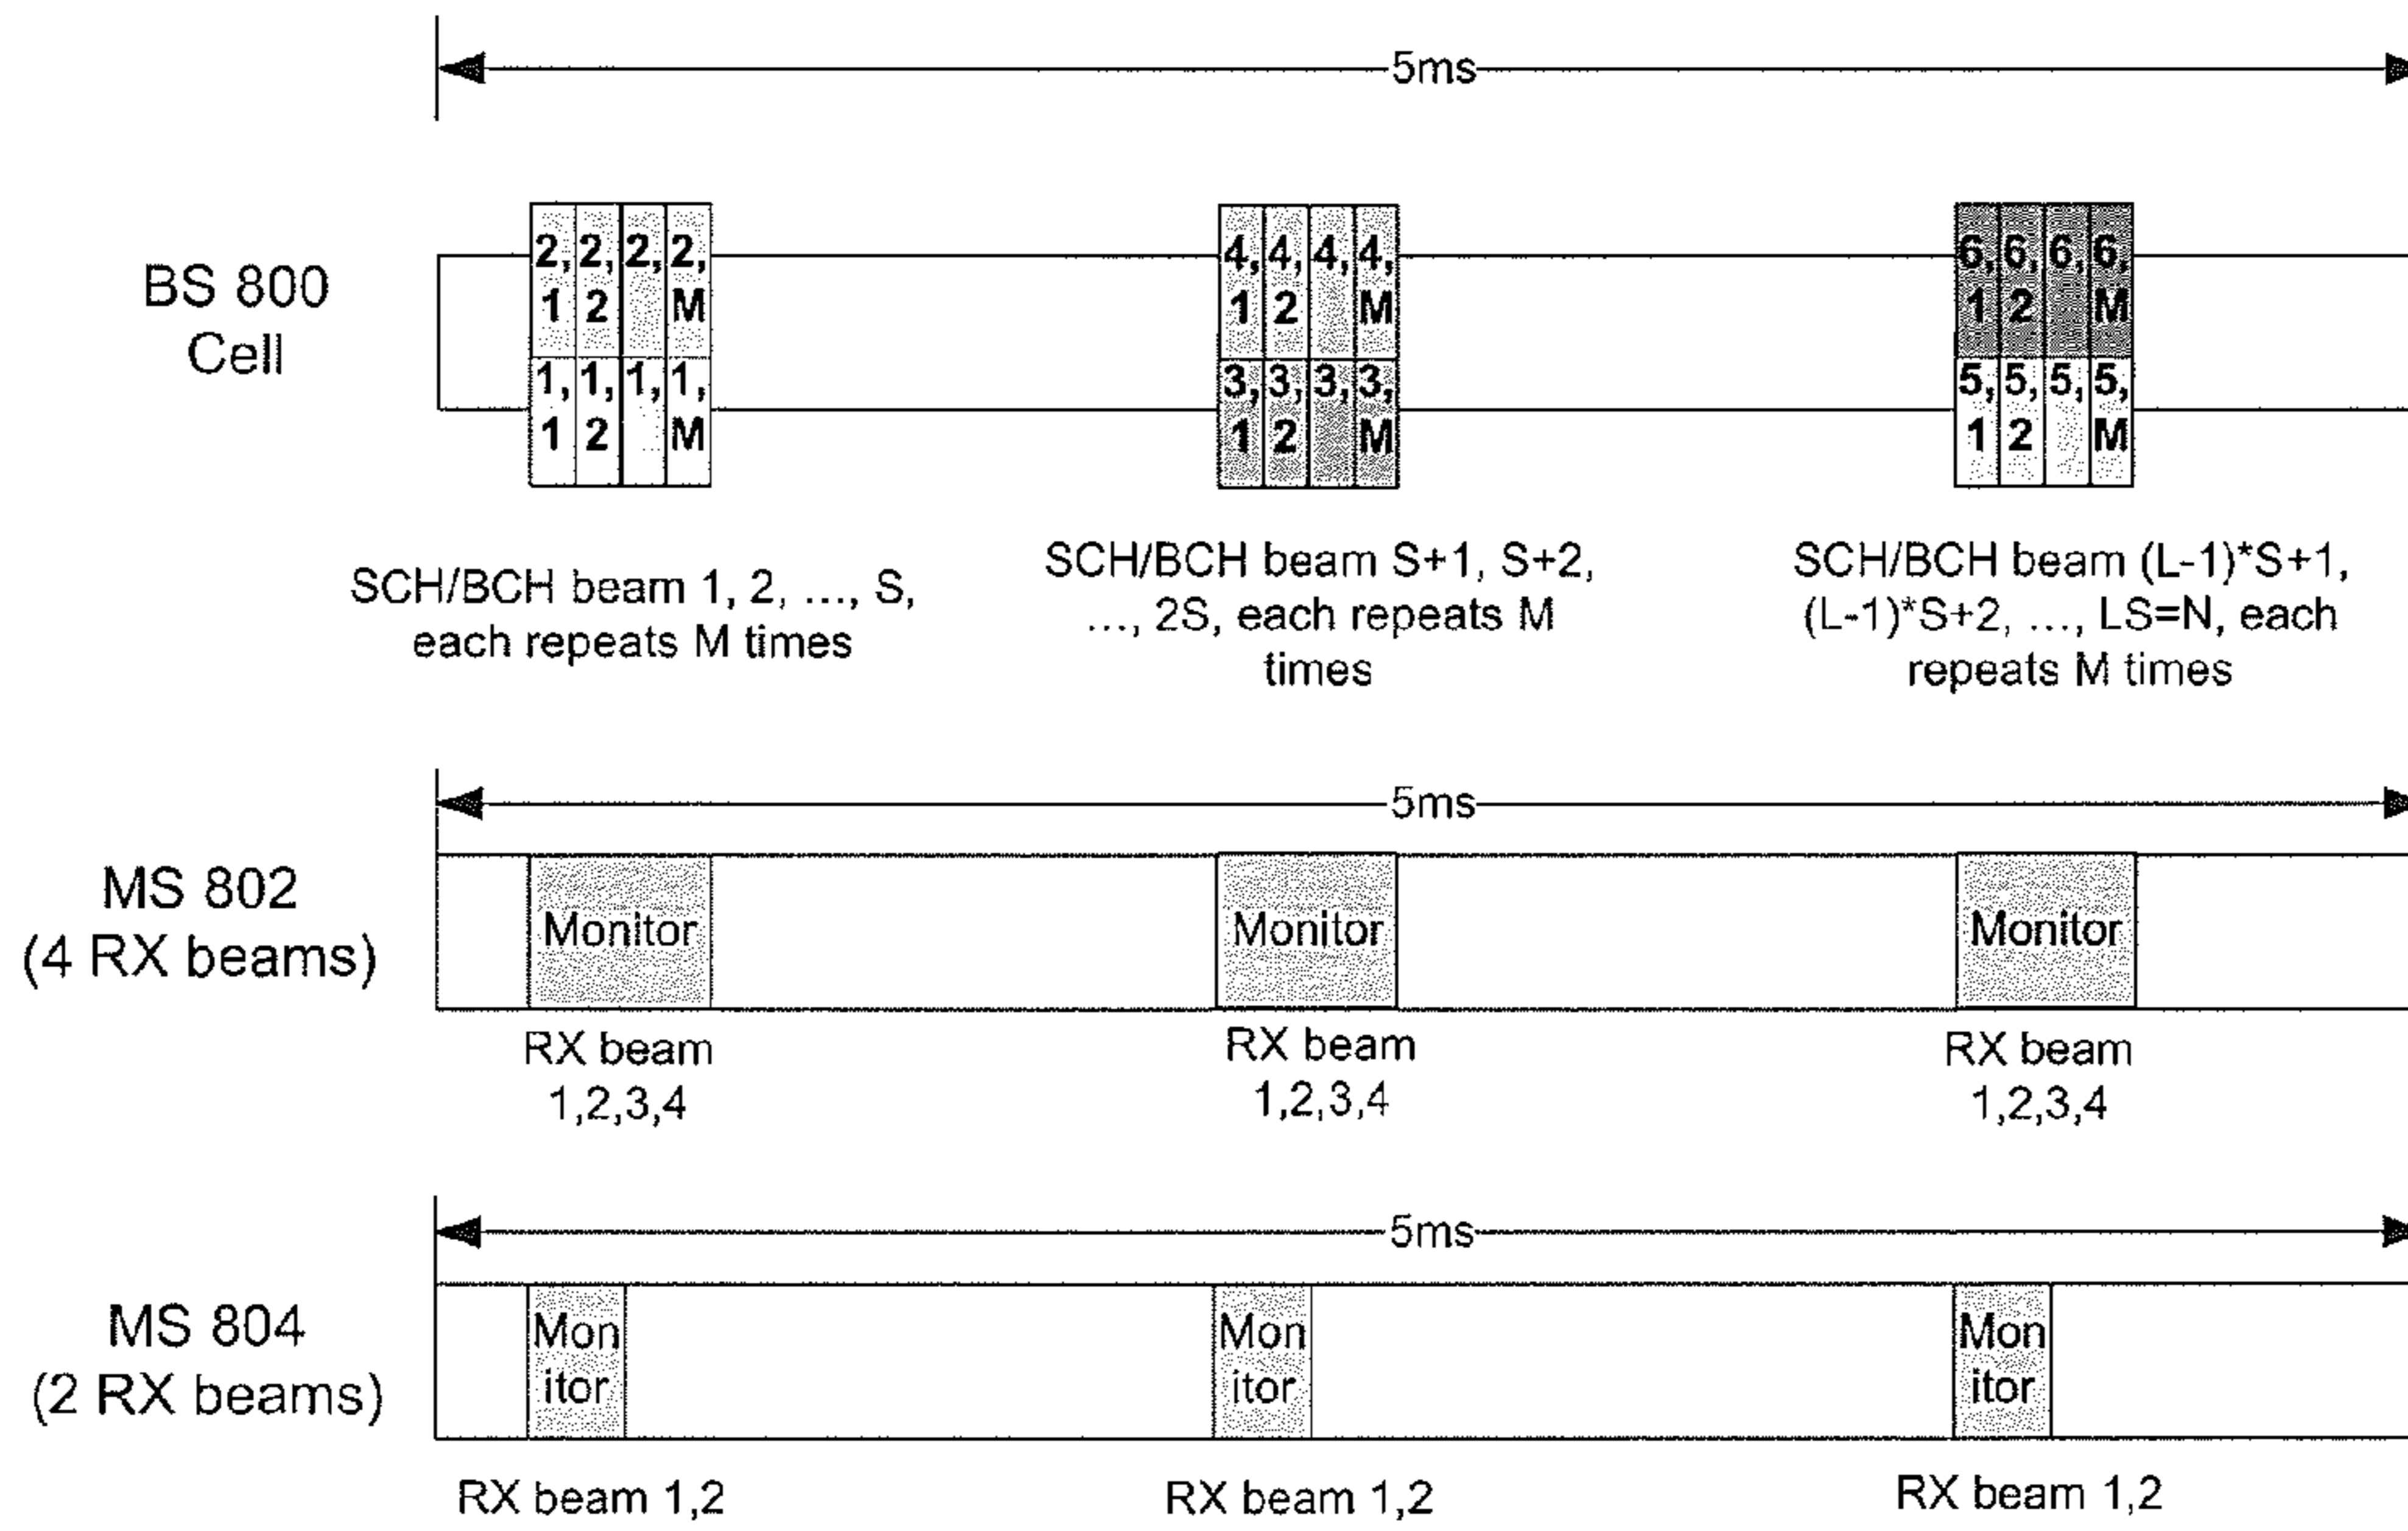 5ms
BS 800
Cell
2, 2, 2, 2,
1 2 M
1, 1, 1, 1,
1 2 M
4, 4, 4, 4,
1 2 M
3, 3, 3, 3,
1 2 M
6, 6, 6, 6,
1 2 M
5, 5, 5, 5,
1 2 M
SCH/BCH beam 1, 2, ..., S,
each repeats M times
SCH/BCH beam S+1, S+2,
..., 2S, each repeats M
times
SCH/BCH beam (L-1)*S+1,
(L-1)*S+2, ..., LS=N, each
repeats M times
5ms
MS 802
(4 RX beams)
Monitor
Monitor
Monitor
RX beam
1,2,3,4
RX beam
1,2,3,4
RX beam
1,2,3,4
5ms
MS 804
(2 RX beams)
Mon
itor
Mon
itor
Mon
itor
RX beam 1,2
RX beam 1,2
RX beam 1,2